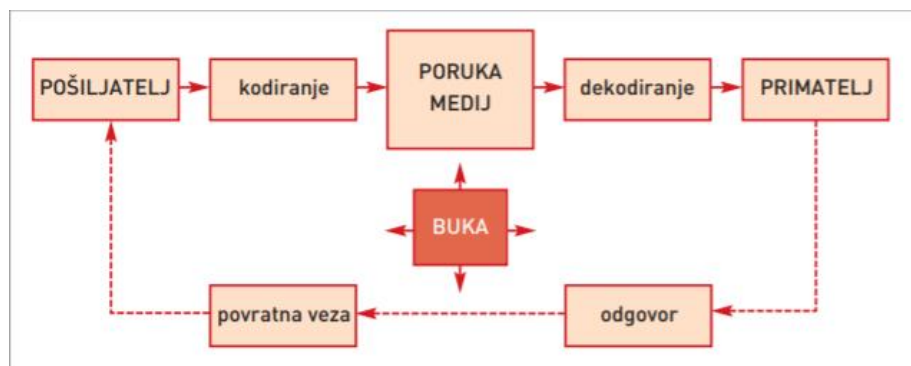 POŠILJATELJ
kodiranje
PORUKA
MEDIJ
dekodiranje
PRIMATELJ
BUKA
povratna veza
odgovor